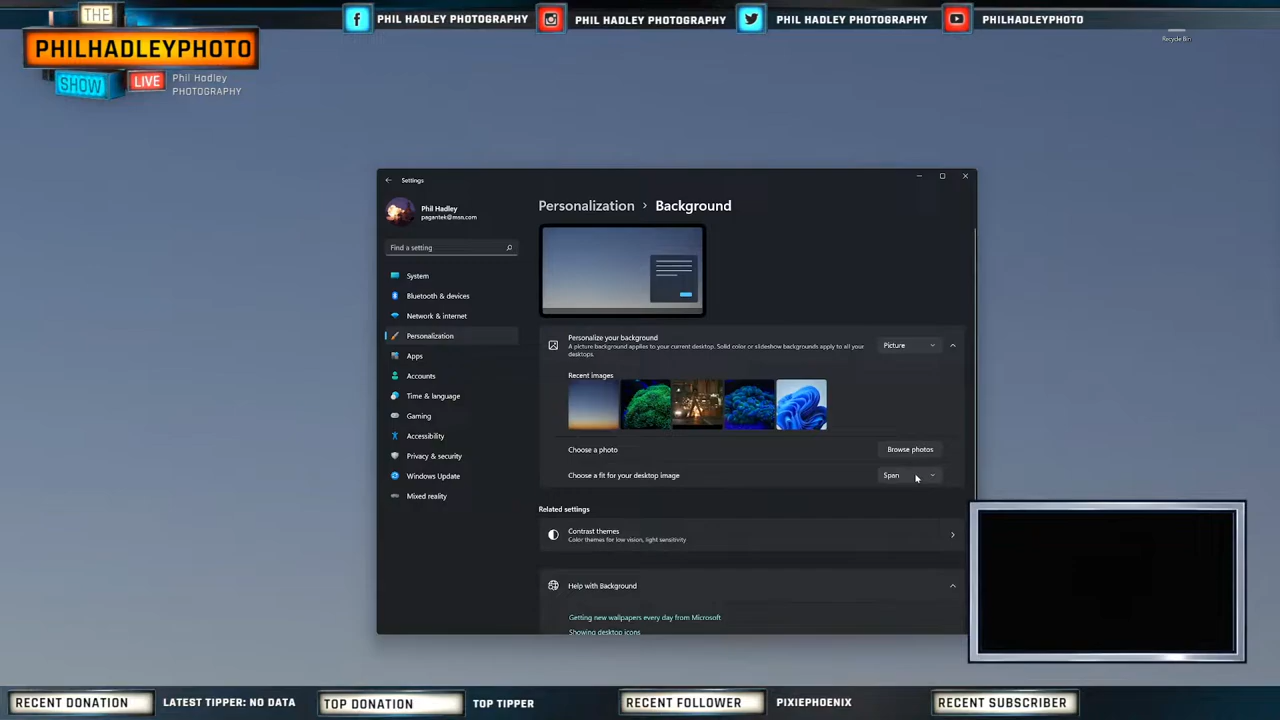 THE
PHILHADLEYPHOTO
SHOW
LIVE
Phil Hadley
PHOTOGRAPHY
PHIL HADLEY PHOTOGRAPHY
PHIL HADLEY PHOTOGRAPHY
PHIL HADLEY PHOTOGRAPHY
PHILHADLEYPHOTO
Recycle Bin
Settings
Phil Hadley
pagantek@msn.com
Find a setting
System
Bluetooth & devices
Network & internet
Personalization
Apps
Accounts
Time & language
Gaming
Accessibility
Privacy & security
Windows Update
Mixed reality
Personalization > Background
Personalize your background
A picture background applies to your current desktop. Solid color or slideshow backgrounds apply to all your
desktops.
Picture
Recent images
Choose a photo
Browse photos
Choose a fit for your desktop image
Span
Related settings
Contrast themes
Color themes for low vision, light sensitivity
Help with Background
Getting new wallpapers every day from Microsoft
Showing desktop icons
RECENT DONATION
LATEST TIPPER: NO DATA
TOP DONATION
TOP TIPPER
RECENT FOLLOWER
PIXIEPHOENIX
RECENT SUBSCRIBER